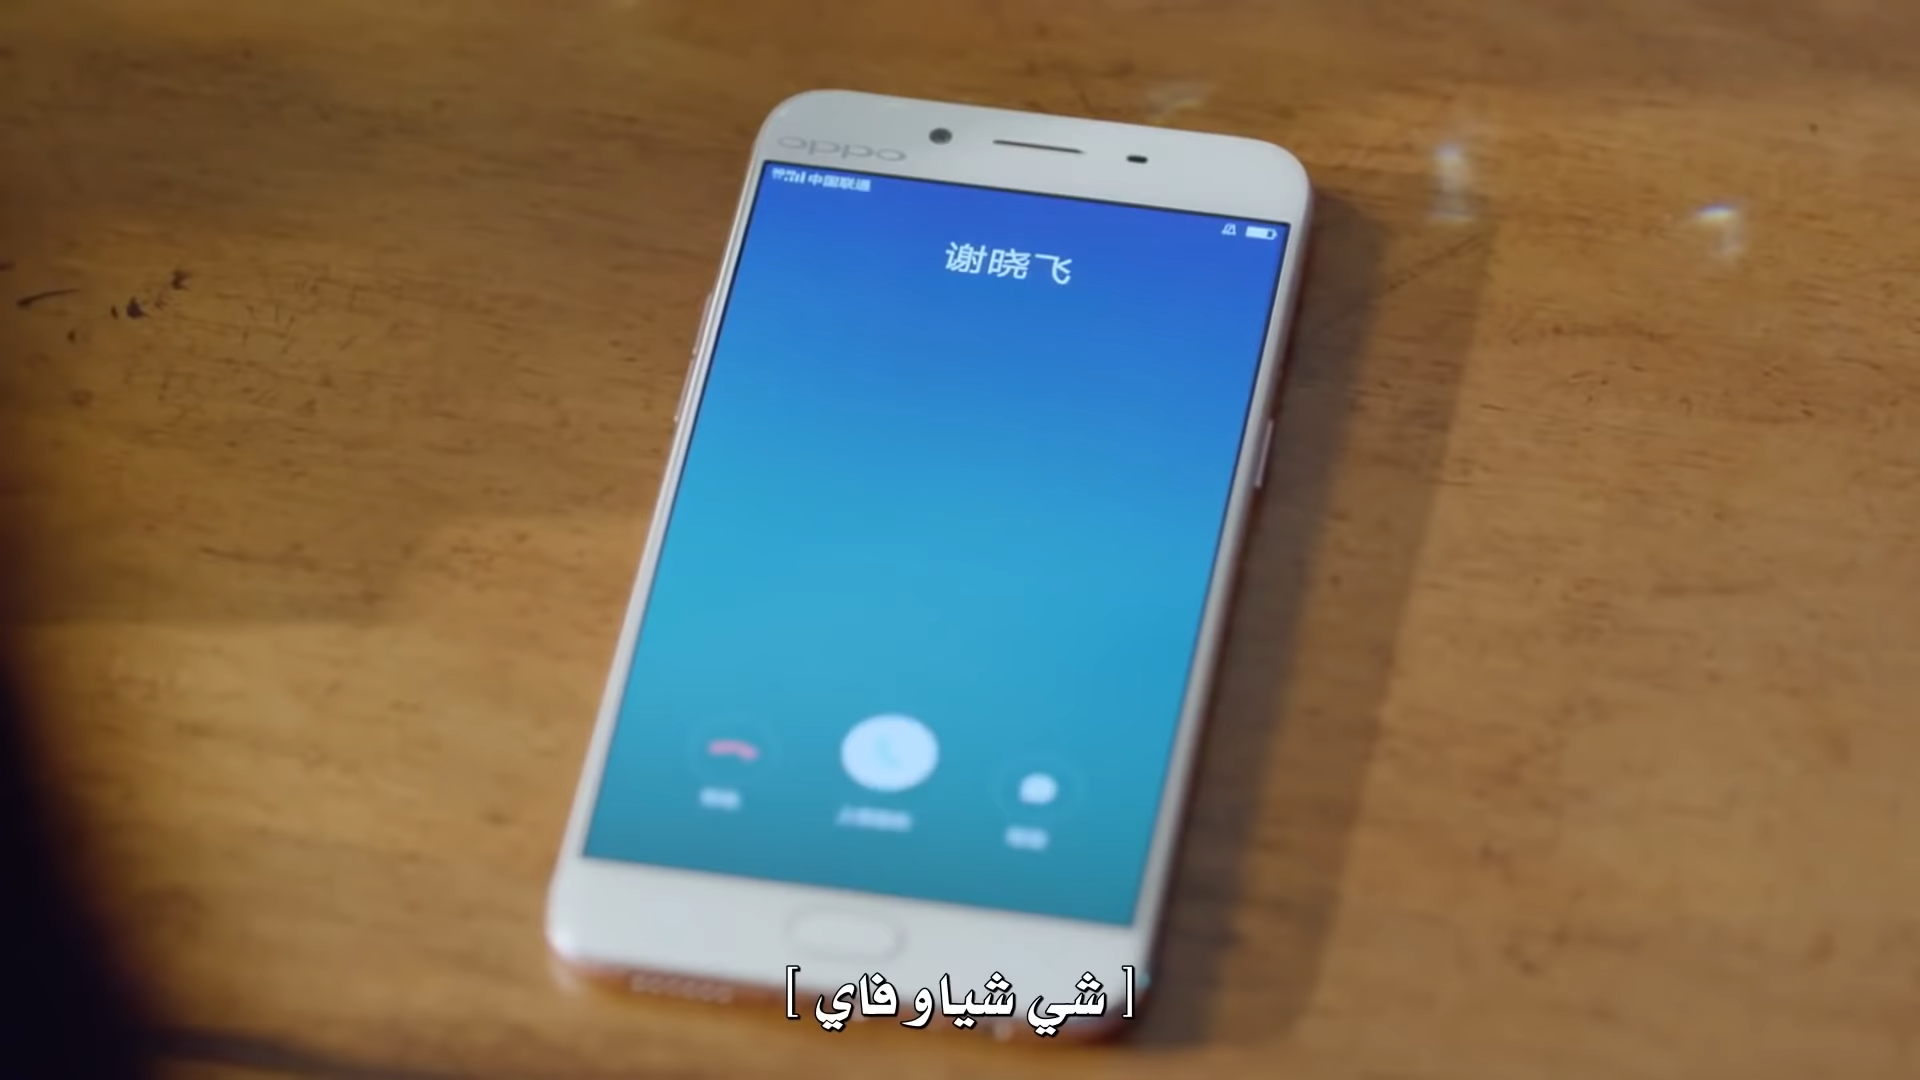 oppo
中国联通
谢晓飞
[ شي شياو فاي ]